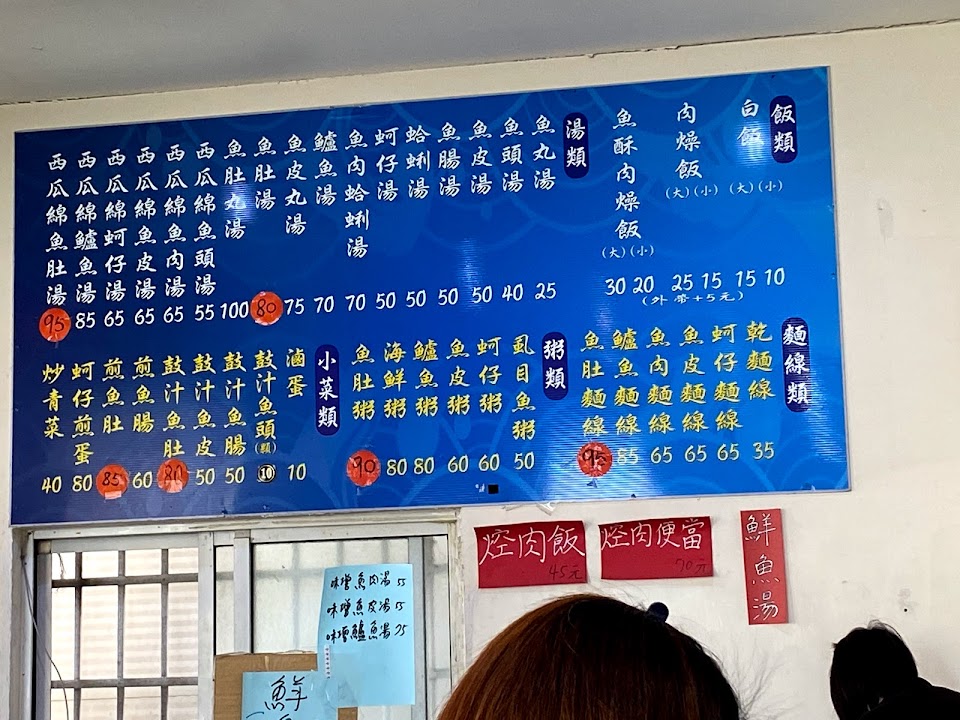 飯類
白飯 (大)(小) 15 10
肉燥飯 (大)(小) 25 15
魚酥肉燥飯 (大)(小) 30 20
(外帶+5元)
湯類
魚丸湯 25
魚頭湯 40
魚皮湯 50
魚腸湯 50
蛤蜊湯 50
蚵仔湯 50
魚肉蛤蜊湯 70
鱸魚湯 70
魚皮丸湯 75
魚肚湯 80
魚肚丸湯 100
西瓜綿魚頭湯 55
西瓜綿魚肉湯 65
西瓜綿魚皮湯 65
西瓜綿蚵仔湯 65
西瓜綿鱸魚湯 85
西瓜綿魚肚湯 95
麵線類
乾麵線 35
蚵仔麵線 65
魚皮麵線 65
魚肉麵線 65
鱸魚麵線 85
魚肚麵線 95
粥類
虱目魚粥 50
蚵仔粥 60
魚皮粥 60
鱸魚粥 80
海鮮粥 80
魚肚粥 90
小菜類
滷蛋 10
鼓汁魚頭(顆) 10
鼓汁魚腸 50
鼓汁魚皮 50
鼓汁魚肚 80
煎魚腸 60
煎魚肚 85
蚵仔煎蛋 80
炒青菜 40
焢肉飯
45元
焢肉便當
70元
鮮魚湯
味增魚肉湯 55
味增魚皮湯 55
味增鱸魚湯 75
鮮